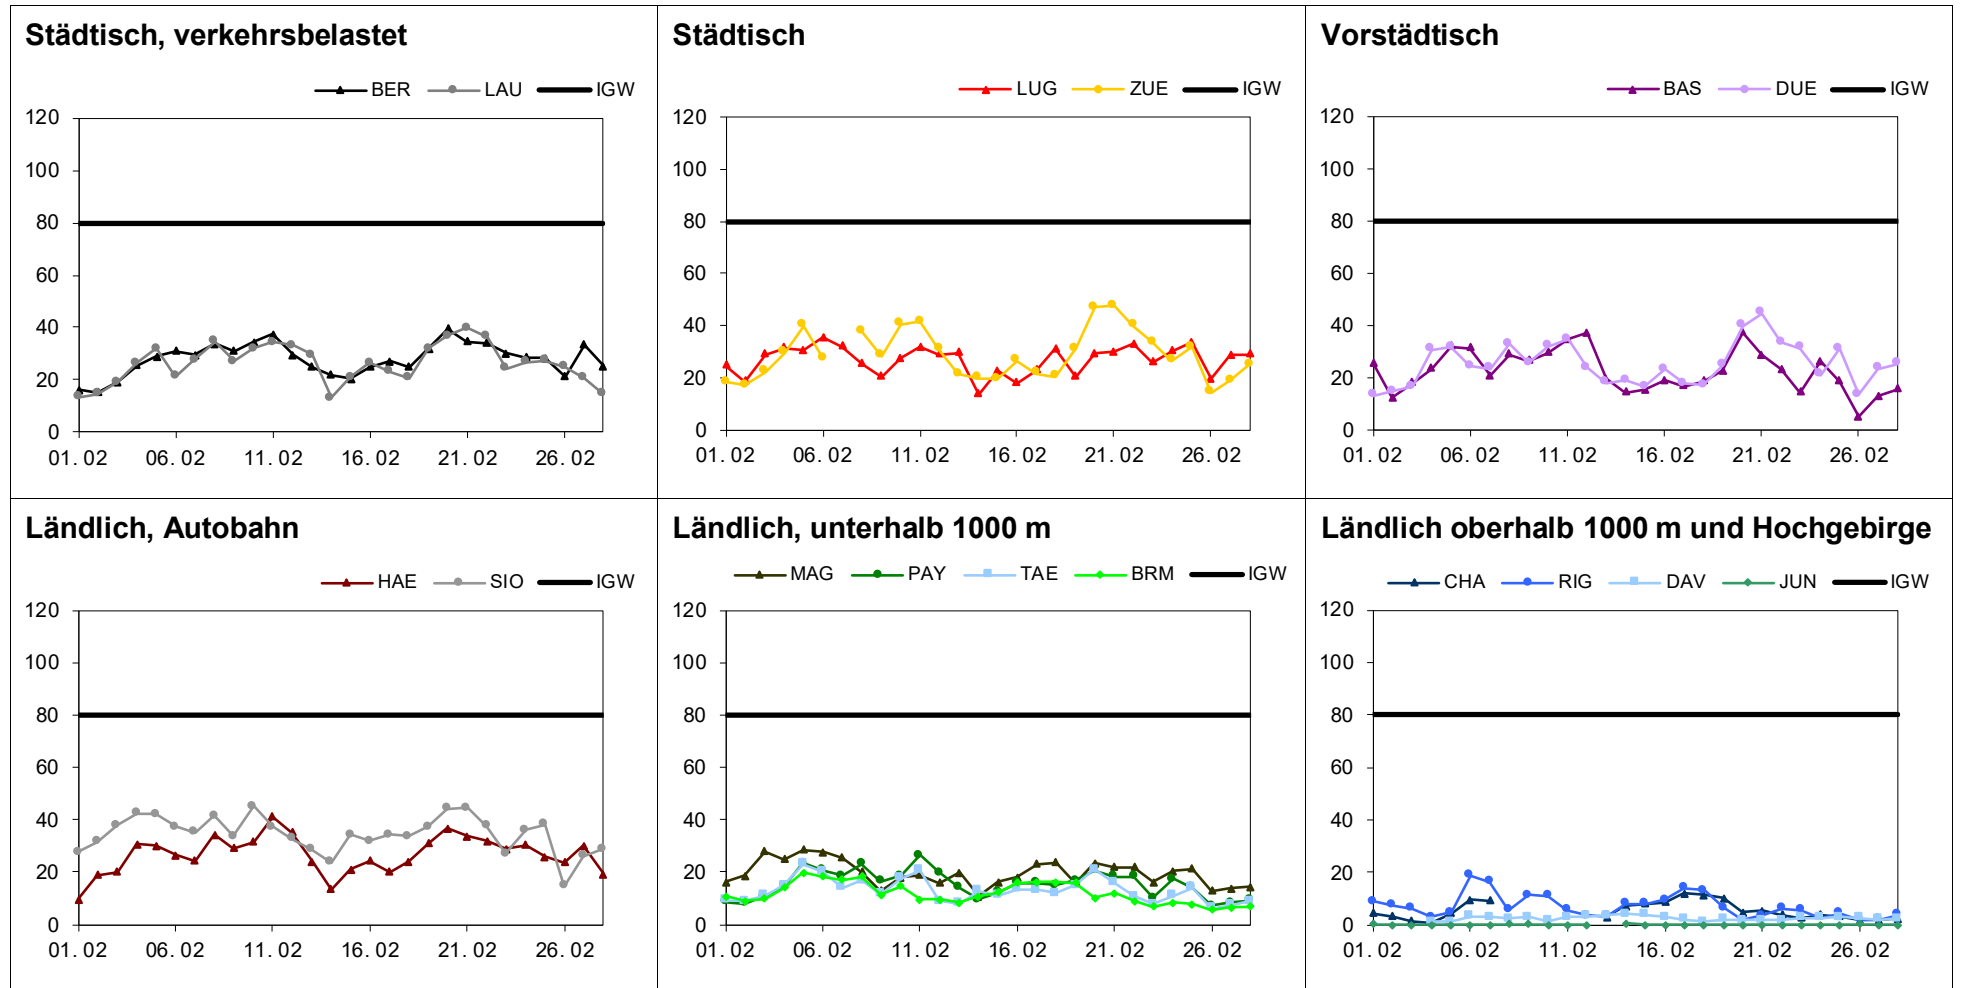 Städtisch, verkehrsbelastet
BER LAU IGW
120
100
80
60
40
20
0
01.02 06.02 11.02 16.02 21.02 26.02
Städtisch
LUG ZUE IGW
120
100
80
60
40
20
0
01.02 06.02 11.02 16.02 21.02 26.02
Vorstädtisch
BAS DUE IGW
120
100
80
60
40
20
0
01.02 06.02 11.02 16.02 21.02 26.02
Ländlich, Autobahn
HAE SIO IGW
120
100
80
60
40
20
0
01.02 06.02 11.02 16.02 21.02 26.02
Ländlich, unterhalb 1000 m
MAG PAY TAE BRM IGW
120
100
80
60
40
20
0
01.02 06.02 11.02 16.02 21.02 26.02
Ländlich oberhalb 1000 m und Hochgebirge
CHA RIG DAV JUN IGW
120
100
80
60
40
20
0
01.02 06.02 11.02 16.02 21.02 26.02